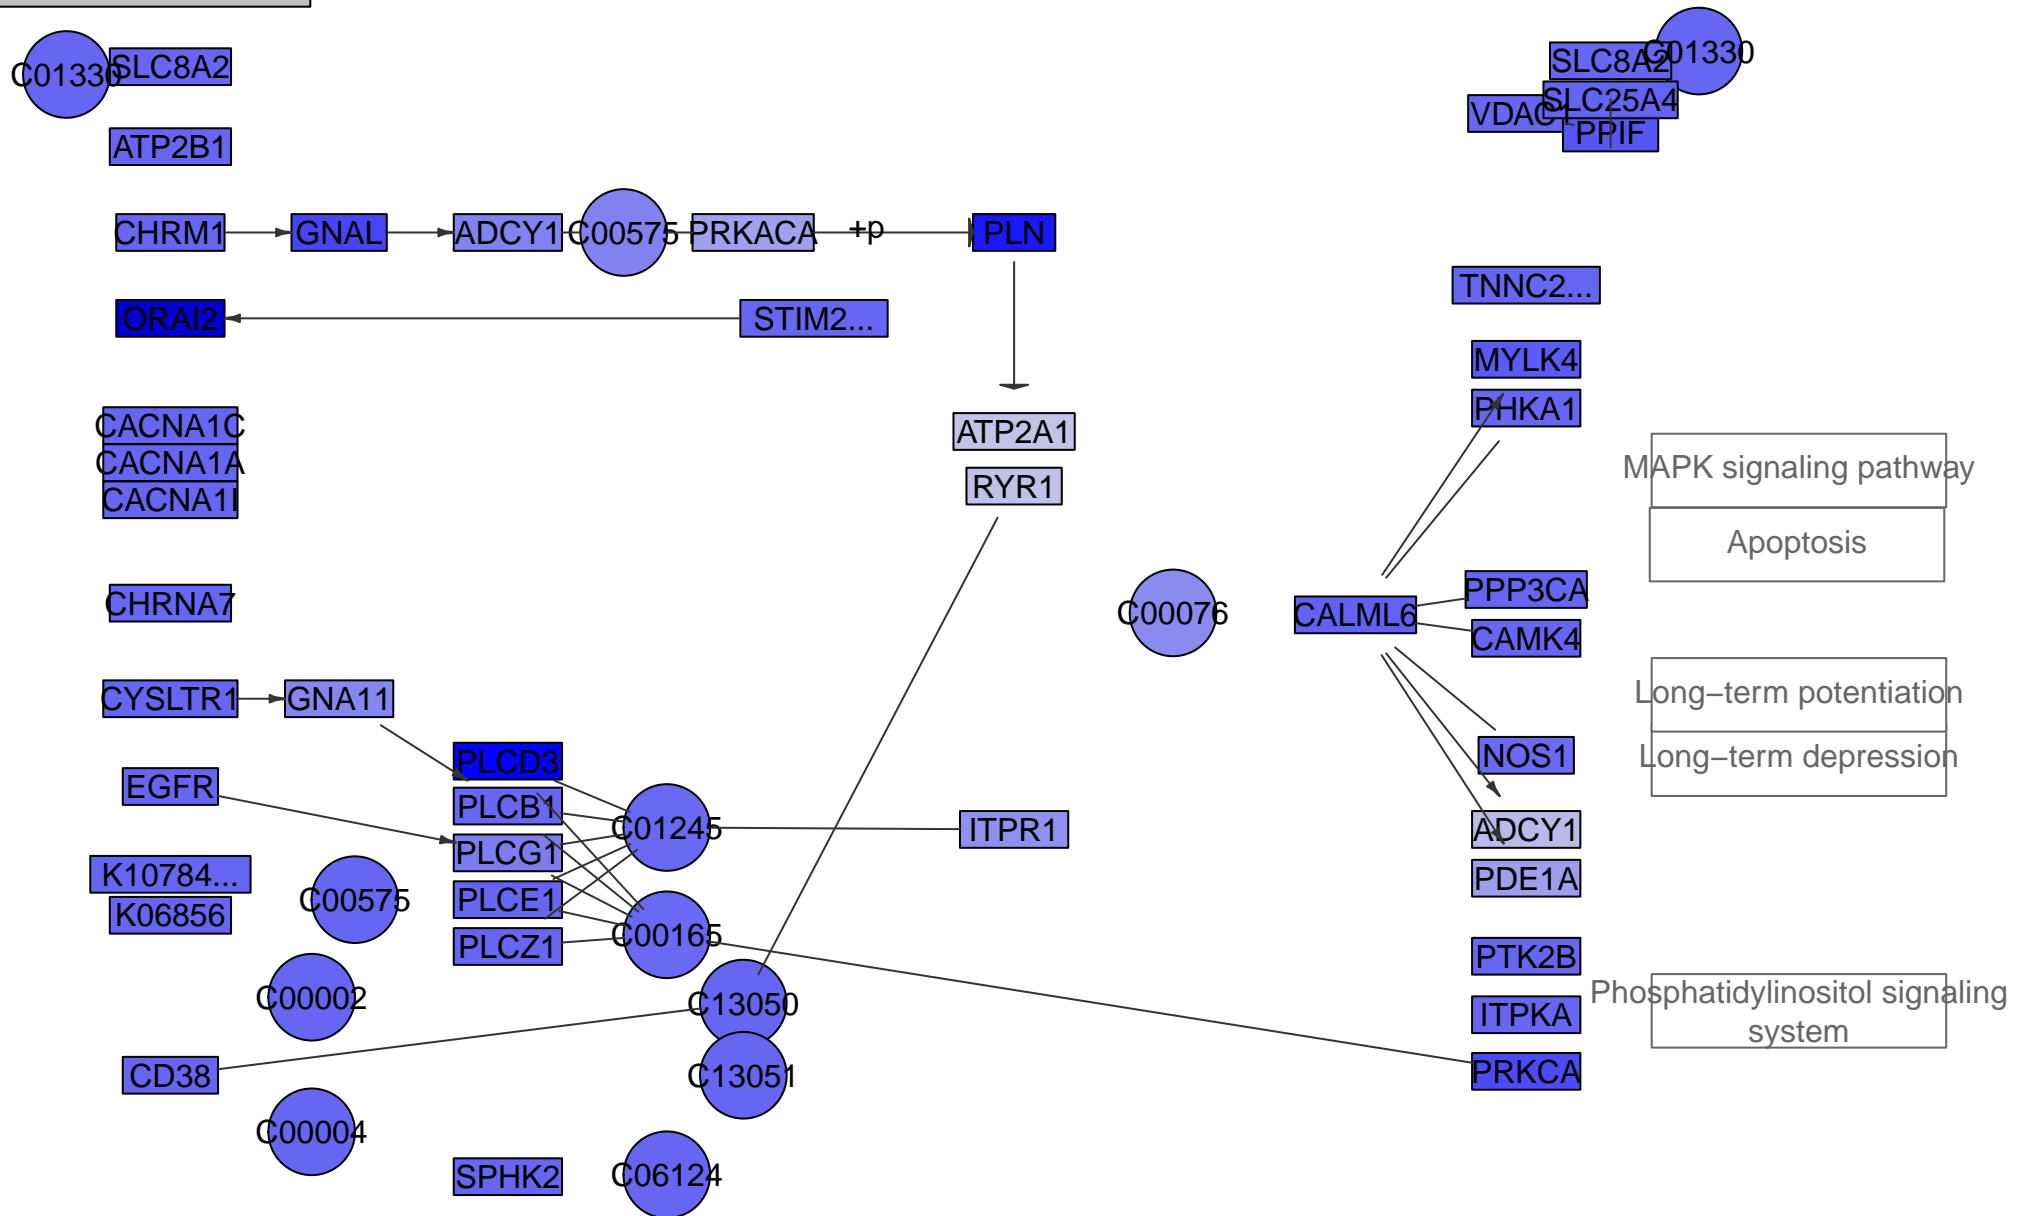 C01330
SLC8A2
SLC8A2
C01330
SLC25A4
VDAC1
PPIF
ATP2B1
CHRM1
GNAL
ADCY1
C00575
PRKACA
+p
PLN
TNNC2...
ORAI2
STIM2...
MYLK4
PHKA1
CACNA1C
CACNA1A
CACNA1I
ATP2A1
RYR1
MAPK signaling pathway
Apoptosis
CHRNA7
C00076
CALML6
PPP3CA
CAMK4
CYSLTR1
GNA11
Long–term potentiation
Long–term depression
NOS1
PLCD3
EGFR
PLCB1
C01245
ITPR1
ADCY1
PLCG1
K10784...
C00575
PLCE1
PDE1A
K06856
C00165
PLCZ1
PTK2B
C00002
C13050
Phosphatidylinositol signaling
system
ITPKA
CD38
C13051
PRKCA
C00004
SPHK2
C06124